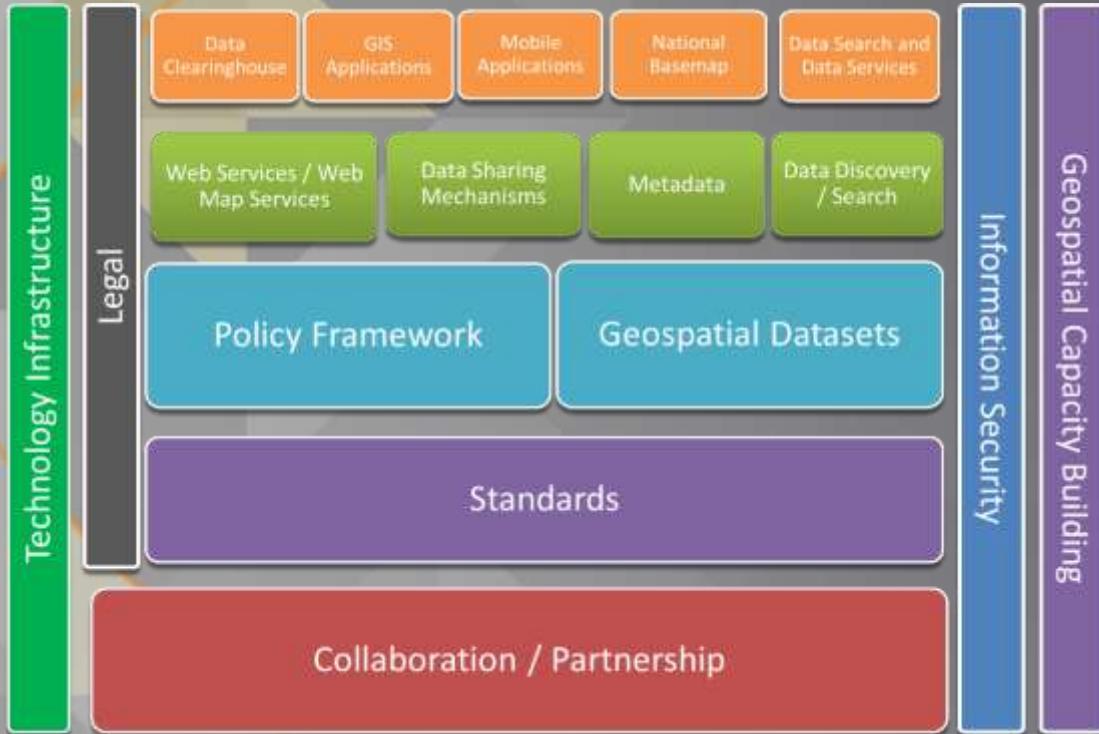 Technology Infrastructure
Legal
Data
Clearinghouse
GIS
Applications
Mobile
Applications
National
Basemap
Data Search and
Data Services
Web Services / Web
Map Services
Data Sharing
Mechanisms
Metadata
Data Discovery
/ Search
Policy Framework
Geospatial Datasets
Standards
Collaboration / Partnership
Information Security
Geospatial Capacity Building